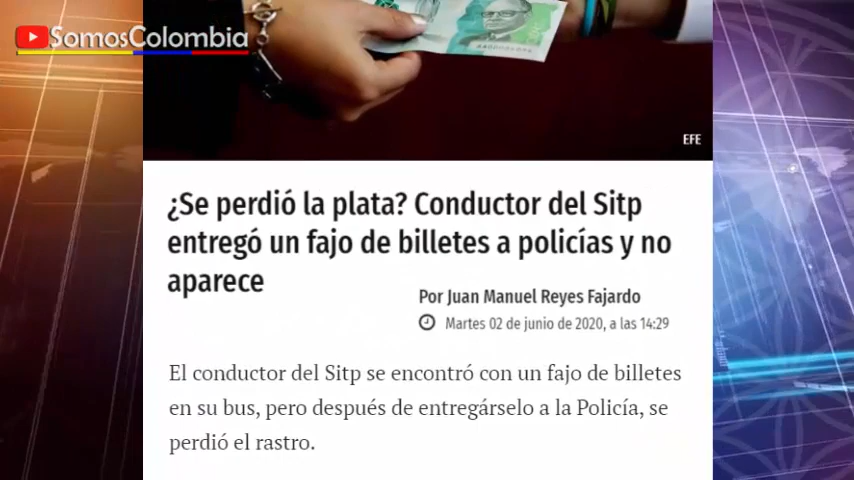 SomosColombia
EFE
¿Se perdió la plata? Conductor del Sitp
entregó un fajo de billetes a policías y no
aparece
Por Juan Manuel Reyes Fajardo
Martes 02 de junio de 2020, a las 14:29
El conductor del Sitp se encontró con un fajo de billetes
en su bus, pero después de entregárselo a la Policía, se
perdió el rastro.